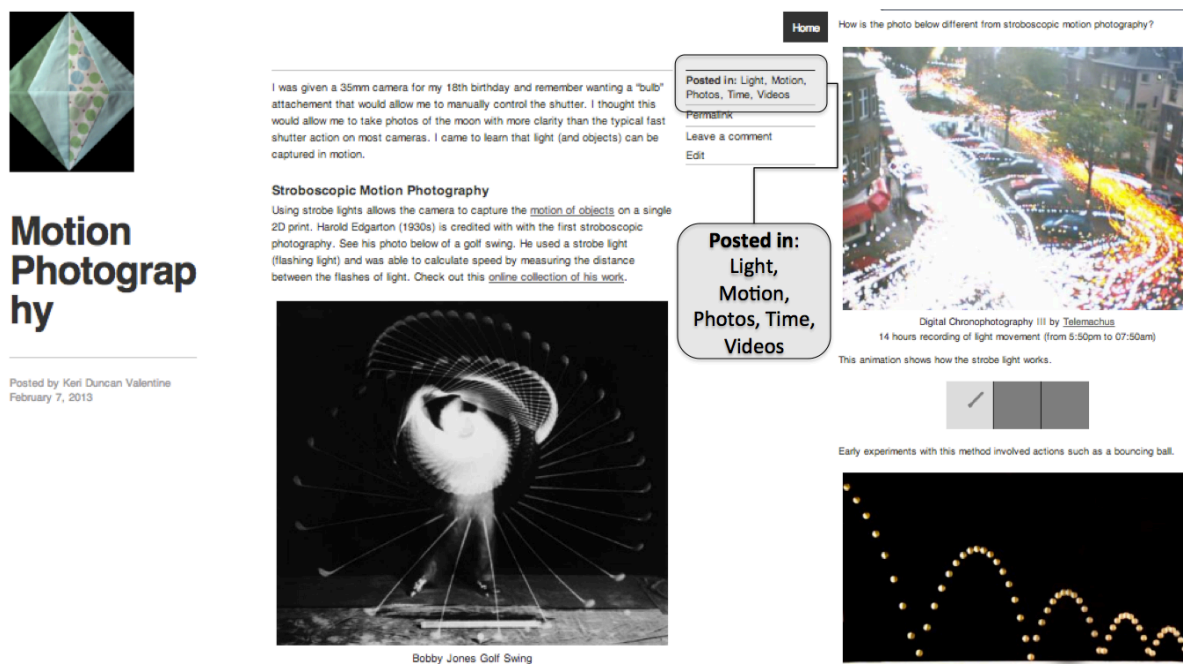 Motion
Photograp
hy
Posted by Keri Duncan Valentine
February 7, 2013
Home
I was given a 35mm camera for my 18th birthday and remember wanting a "bulb"
attachement that would allow me to manually control the shutter. I thought this
would allow me to take photos of the moon with more clarity than the typical fast
shutter action on most cameras. I came to learn that light (and objects) can be
captured in motion.
Stroboscopic Motion Photography
Using strobe lights allows the camera to capture the motion of objects on a single
2D print. Harold Edgarton (1930s) is credited with with the first stroboscopic
photography. See his photo below of a golf swing. He used a strobe light
(flashing light) and was able to calculate speed by measuring the distance
between the flashes of light. Check out this online collection of his work.
Bobby Jones Golf Swing
Posted in: Light, Motion,
Photos, Time, Videos
Permalink
Leave a comment
Edit
Posted in:
Light,
Motion,
Photos, Time,
Videos
How is the photo below different from stroboscopic motion photography?
Digital Chronophotography III by Telemachus
14 hours recording of light movement (from 5:50pm to 07:50am)
This animation shows how the strobe light works.
Early experiments with this method involved actions such as a bouncing ball.